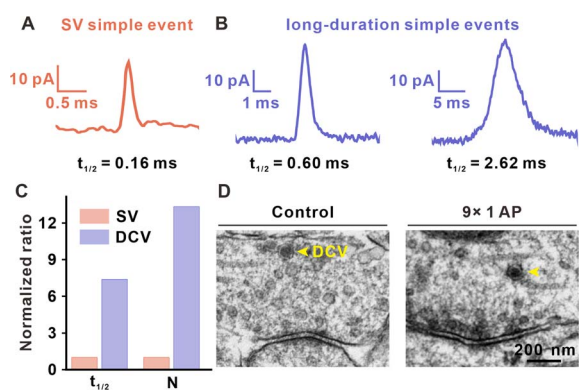 A
SV simple event
10 pA
0.5 ms
t1/2 = 0.16 ms
B
long-duration simple events
10 pA
1 ms
t1/2 = 0.60 ms
10 pA
5 ms
t1/2 = 2.62 ms
C
Normalized ratio
12
9
6
3
0
SV
DCV
t1/2
N
D
Control
9× 1 AP
DCV
200 nm